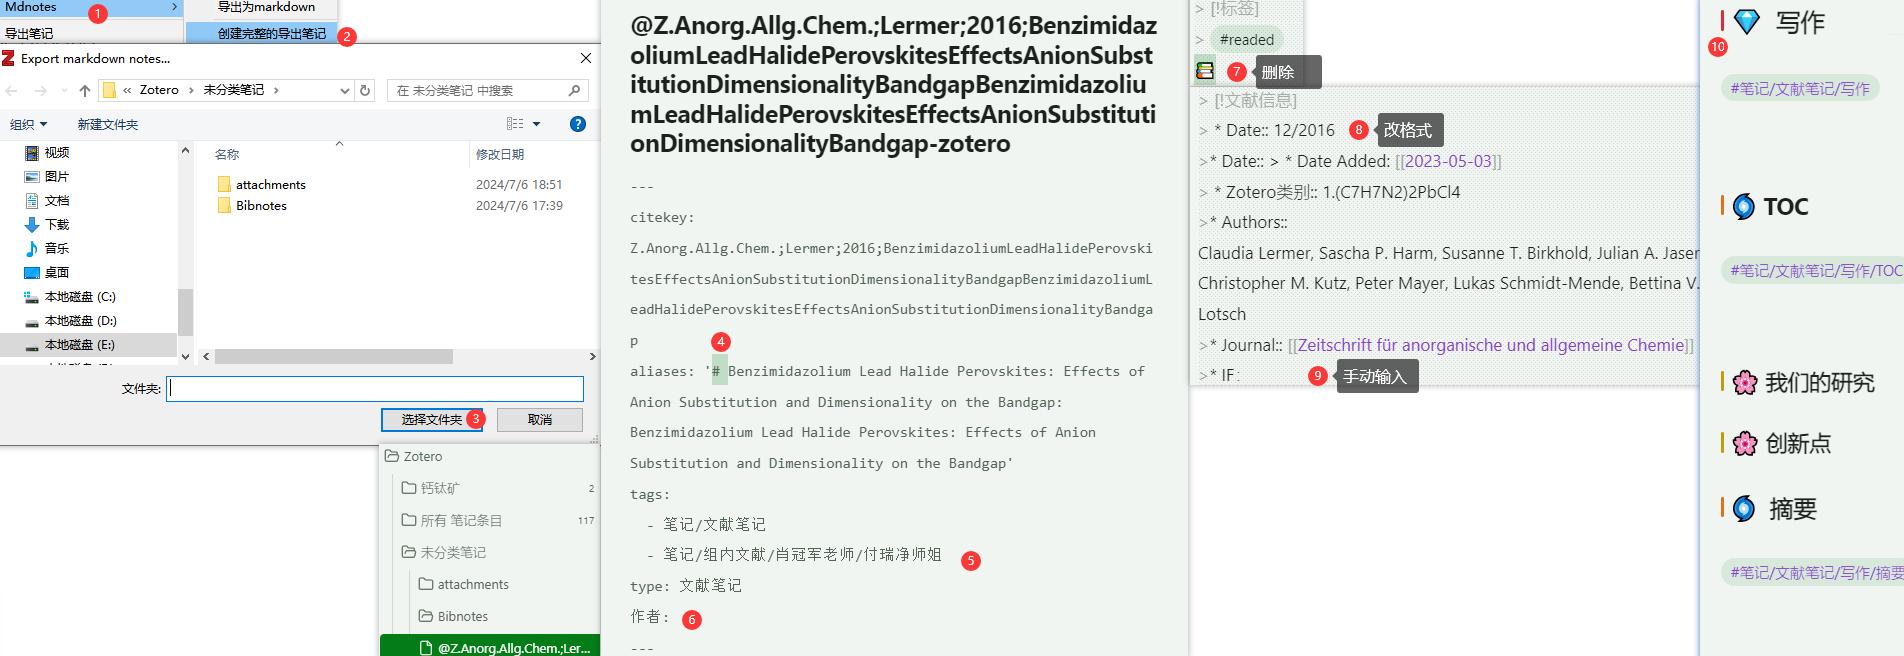 Mdnotes
1
导出笔记
导出为markdown
创建完整的导出笔记
2
Export markdown notes...
« Zotero › 未分类笔记 ›
在 未分类笔记 中搜索
组织
新建文件夹
视频
图片
文档
下载
音乐
桌面
本地磁盘 (C:)
本地磁盘 (D:)
本地磁盘 (E:)
名称
修改日期
attachments
2024/7/6 18:51
Bibnotes
2024/7/6 17:39
文件夹:
选择文件夹
3
取消
Zotero
钙钛矿
2
所有 笔记条目
117
未分类笔记
attachments
Bibnotes
@Z.Anorg.Allg.Chem.;Ler...
@Z.Anorg.Allg.Chem.;Lermer;2016;Benzimidaz
oliumLeadHalidePerovskitesEffectsAnionSubst
itutionDimensionalityBandgapBenzimidazoliu
mLeadHalidePerovskitesEffectsAnionSubstituti
onDimensionalityBandgap-zotero
---
citekey:
Z.Anorg.Allg.Chem.;Lermer;2016;BenzimidazoliumLeadHalidePerovski
tesEffectsAnionSubstitutionDimensionalityBandgapBenzimidazoliumL
eadHalidePerovskitesEffectsAnionSubstitutionDimensionalityBandga
p
4
aliases: '# Benzimidazolium Lead Halide Perovskites: Effects of
Anion Substitution and Dimensionality on the Bandgap:
Benzimidazolium Lead Halide Perovskites: Effects of Anion
Substitution and Dimensionality on the Bandgap'
tags:
- 笔记/文献笔记
- 笔记/组内文献/肖冠军老师/付瑞净师姐
5
type: 文献笔记
作者:
6
---
> [!标签]
> #readed
7
删除
> [!文献信息]
> * Date:: 12/2016
8
改格式
>* Date:: > * Date Added: [[2023-05-03]]
> * Zotero类别:: 1.(C7H7N2)2PbCl4
>* Authors::
Claudia Lermer, Sascha P. Harm, Susanne T. Birkhold, Julian A. Jaser
Christopher M. Kutz, Peter Mayer, Lukas Schmidt-Mende, Bettina V.
Lotsch
>* Journal:: [[Zeitschrift für anorganische und allgemeine Chemie]]
>* IF:
9
手动输入
写作
10
#笔记/文献笔记/写作
TOC
#笔记/文献笔记/写作/TOC
我们的研究
创新点
摘要
#笔记/文献笔记/写作/摘要